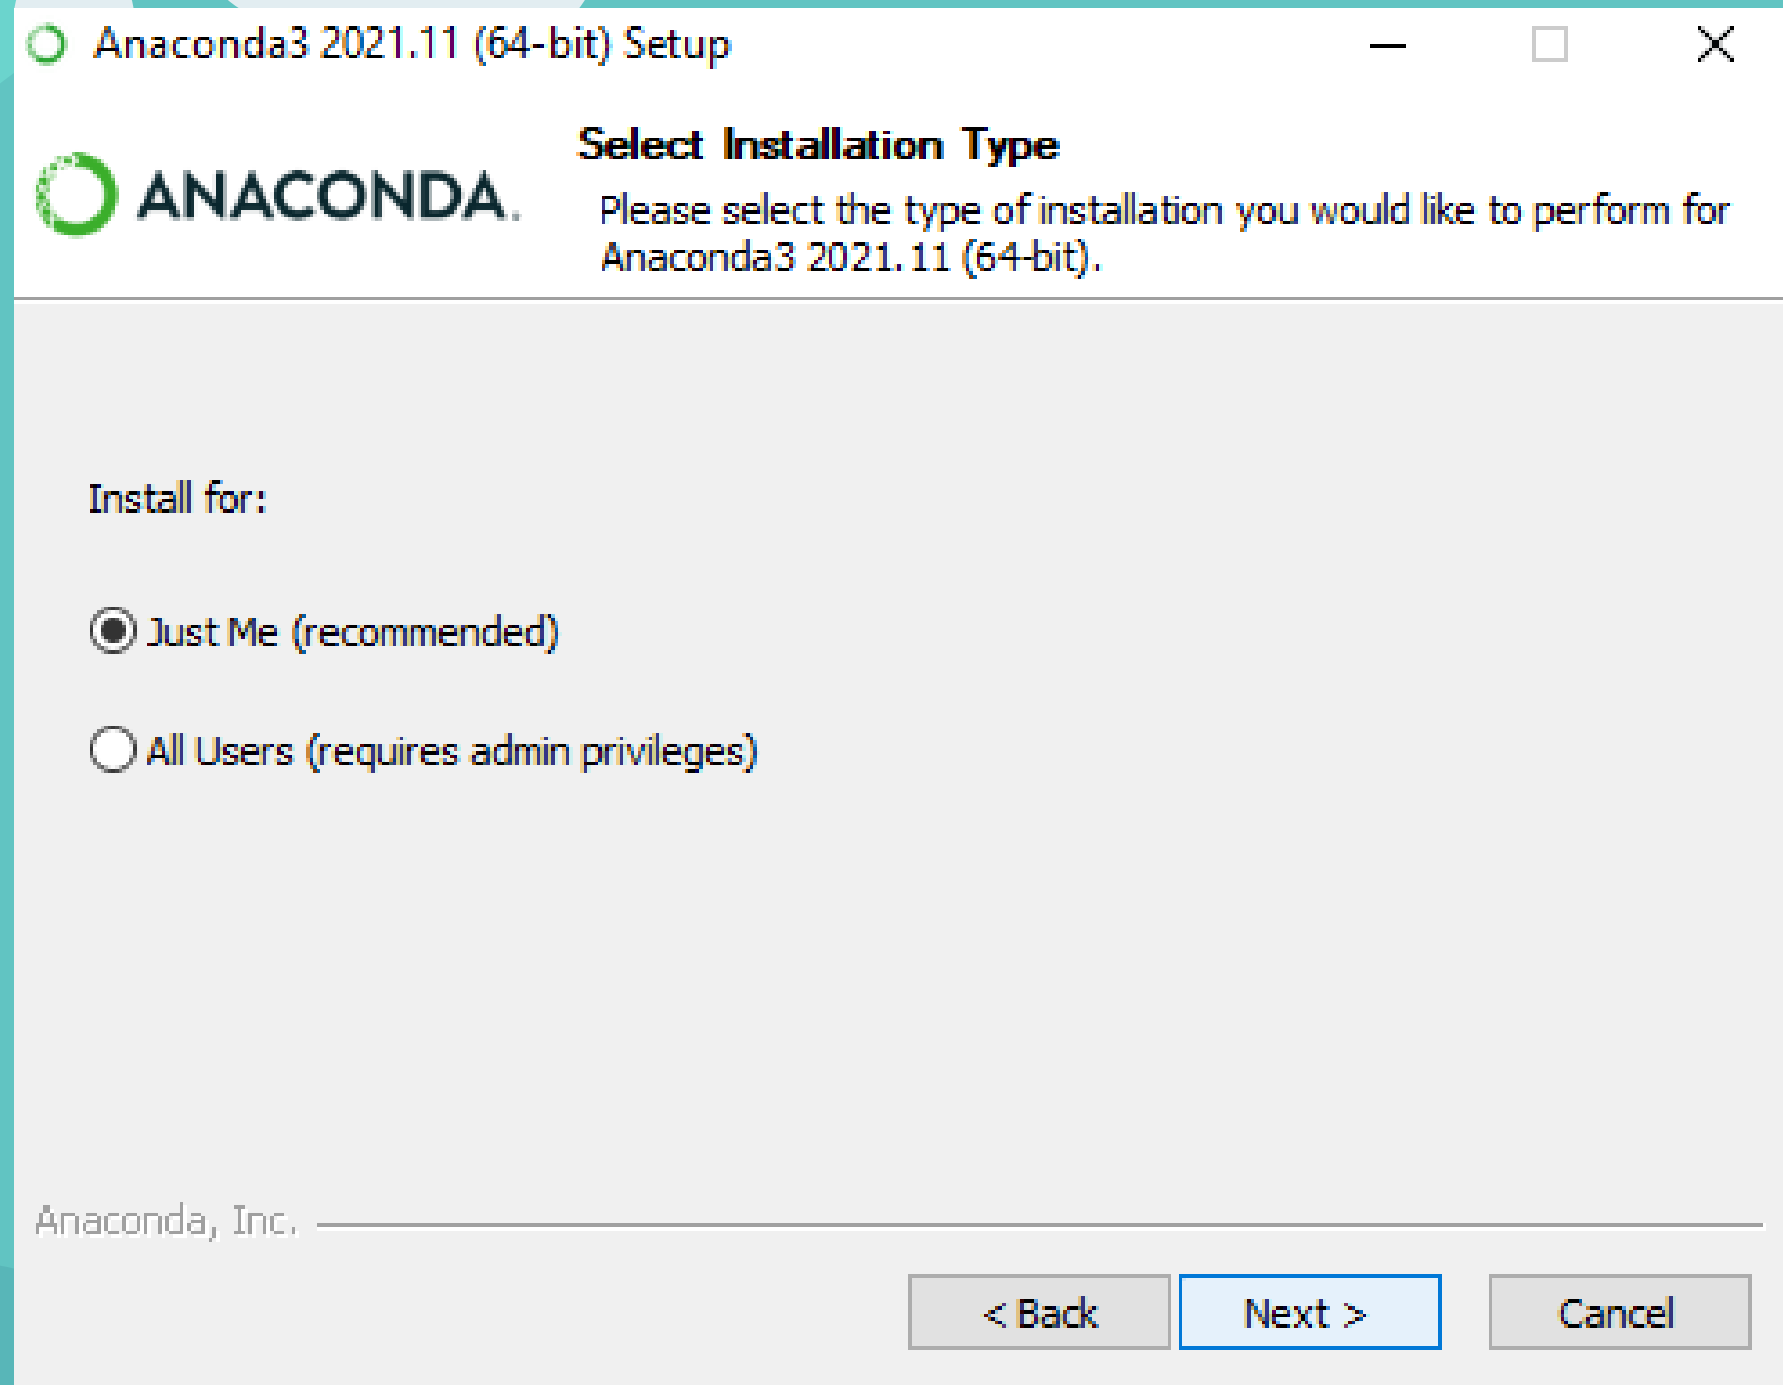 Anaconda3 2021.11 (64-bit) Setup
ANACONDA.
Select Installation Type
Please select the type of installation you would like to perform for
Anaconda3 2021.11 (64-bit).
Install for:
Just Me (recommended)
All Users (requires admin privileges)
Anaconda, Inc.
< Back
Next >
Cancel